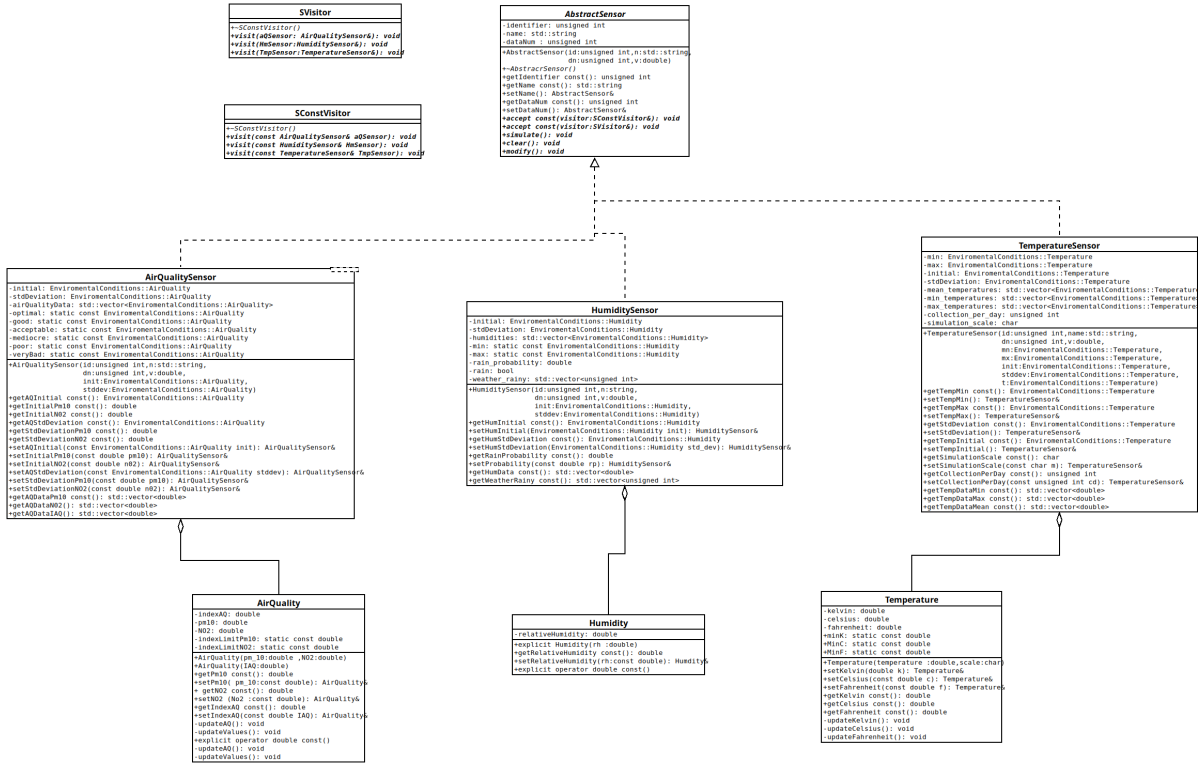 SVisitor
+~SConstVisitor()
+visit(aQSensor: AirQualitySensor&): void
+visit(HmSensor:HumiditySensor&): void
+visit(TmpSensor:TemperatureSensor&): void
SConstVisitor
+~SConstVisitor()
+visit(const AirQualitySensor& aQSensor): void
+visit(const HumiditySensor& HmSensor): void
+visit(const TemperatureSensor& TmpSensor): void
AbstractSensor
-identifier: unsigned int
-name: std::string
-dataNum : unsigned int
+AbstractSensor(id:unsigned int,n:std::string,
dn:usnigned int,v:double)
+~AbstracrSensor()
+getIdentifier const(): unsigned int
+getName const(): std::string
+setName(): AbstractSensor&
+getDataNum const(): unsigned int
+setDataNum(): AbstractSensor&
+accept const(visitor:SConstVisitor&): void
+accept const(visitor:SVisitor&): void
+simulate(): void
+clear(): void
+modify(): void
AirQualitySensor
-initial: EnviromentalConditions::AirQuality
-stdDeviation: EnviromentalConditions::AirQuality
-airQualityData: std::vector<EnviromentalConditions::AirQuality>
-optimal: static const EnviromentalConditions::AirQuality
-good: static const EnviromentalConditions::AirQuality
-acceptable: static const EnviromentalConditions::AirQuality
-mediocre: static const EnviromentalConditions::AirQuality
-poor: static const EnviromentalConditions::AirQuality
-veryBad: static const EnviromentalConditions::AirQuality
+AirQualitySensor(id:unsigned int,n:std::string,
dn:unsigned int,v:double,
init:EnviromentalConditions::AirQuality,
stddev:EnviromentalConditions::AirQuality)
+getAQInitial const(): EnviromentalConditions::AirQuality
+getInitialPm10 const(): double
+getInitialN02 const(): double
+getAQStdDeviation const(): EnviromentalConditions::AirQuality
+getStdDeviationPm10 const(): double
+getStdDeviationNO2 const(): double
+setAQInitial(const EnviromentalConditions::AirQuality init): AirQualitySensor&
+setInitialPm10(const double pm10): AirQualitySensor&
+setInitialNO2(const double n02): AirQualitySensor&
+setAQStdDeviation(const EnviromentalConditions::AirQuality stddev): AirQualitySensor&
+setStdDeviationPm10(const double pm10): AirQualitySensor&
+setStdDeviationNO2(const double n02): AirQualitySensor&
+getAQDataPm10 const(): std::vector<double>
+getAQDataN02(): std::vector<double>
+getAQDataIAQ(): std::vector<double>
HumiditySensor
-initial: EnviromentalConditions::Humidity
-stdDeviation: EnviromentalConditions::Humidity
-humidities: std::vector<EnviromentalConditions::Humidity>
-min: static const EnviromentalConditions::Humidity
-max: static const EnviromentalConditions::Humidity
-rain_probability: double
-rain: bool
-weather_rainy: std::vector<unsigned int>
+HumiditySensor(id:unsigned int,n:string,
dn:unsigned int,v:double,
init:EnviromentalConditions::Humidity,
stddev:EnviromentalConditions::Humidity)
+getHumInitial const(): EnviromentalConditions::Humidity
+setHumInitial(EnviromentalConditions::Humidity init): HumiditySensor&
+getHumStdDeviation const(): EnviromentalConditions::Humidity
+setHumStdDeviation(EnviromentalConditions::Humidity std_dev): HumiditySensor&
+getRainProbability const(): double
+setProbability(const double rp): HumiditySensor&
+getHumData const(): std::vector<double>
+getWeatherRainy const(): std::vector<unsigned int>
TemperatureSensor
-min: EnviromentalConditions::Temperature
-max: EnviromentalConditions::Temperature
-initial: EnviromentalConditions::Temperature
-stdDeviation: EnviromentalConditions::Temperature
-mean_temperatures: std::vector<EnviromentalConditions::Temperature
-min_temperatures: std::vector<EnviromentalConditions::Temperature
-max_temperatures: std::vector<EnviromentalConditions::Temperature
-collection_per_day: unsigned int
-simulation_scale: char
+TemperatureSensor(id:unsigned int,name:std::string,
dn:unsigned int,v:double,
mn:EnviromentalConditions::Temperature,
mx:EnviromentalConditions::Temperature,
init:EnviromentalConditions::Temperature,
stddev:EnviromentalConditions::Temperature,
t:EnviromentalConditions::Temperature)
+getTempMin const(): EnviromentalConditions::Temperature
+setTempMin(): TemperatureSensor&
+getTempMax const(): EnviromentalConditions::Temperature
+setTempMax(): TemperatureSensor&
+getStdDeviation const(): EnviromentalConditions::Temperature
+setStdDeviation(): TemperatureSensor&
+getTempInitial const(): EnviromentalConditions::Temperature
+setTempInitial(): TemperatureSensor&
+getSimulationScale const(): char
+setSimulationScale(const char m): TemperatureSensor&
+getCollectionPerDay const(): unsigned int
+setCollectionPerDay(const unsigned int cd): TemperatureSensor&
+getTempDataMin const(): std::vector<double>
+getTempDataMax const(): std::vector<double>
+getTempDataMean const(): std::vector<double>
AirQuality
-indexAQ: double
-pm10: double
-NO2: double
-indexLimitPm10: static const double
-indexLimitNO2: static const double
+AirQuality(pm_10:double ,NO2:double)
+AirQuality(IAQ:double)
+getPm10 const(): double
+setPm10( pm_10:const double): AirQuality&
+ getNO2 const(): double
+setNO2 (No2 :const double): AirQuality&
+getIndexAQ const(): double
+setIndexAQ(const double IAQ): AirQuality&
-updateAQ(): void
-updateValues(): void
+explicit operator double const()
-updateAQ(): void
-updateValues(): void
Humidity
-relativeHumidity: double
+explicit Humidity(rh :double)
+getRelativeHumidity const(): double
+setRelativeHumidity(rh:const double): Humdity&
+explicit operator double const()
Temperature
-kelvin: double
-celsius: double
-fahrenheit: double
+minK: static const double
+MinC: static const double
+MinF: static const double
+Temperature(temperature :double,scale:char)
+setKelvin(double k): Temperature&
+setCelsius(const double c): Temperature&
+setFahrenheit(const double f): Temperature&
+getKelvin const(): double
+getCelsius const(): double
+getFahrenheit const(): double
-updateKelvin(): void
-updateCelsius(): void
-updateFahrenheit(): void